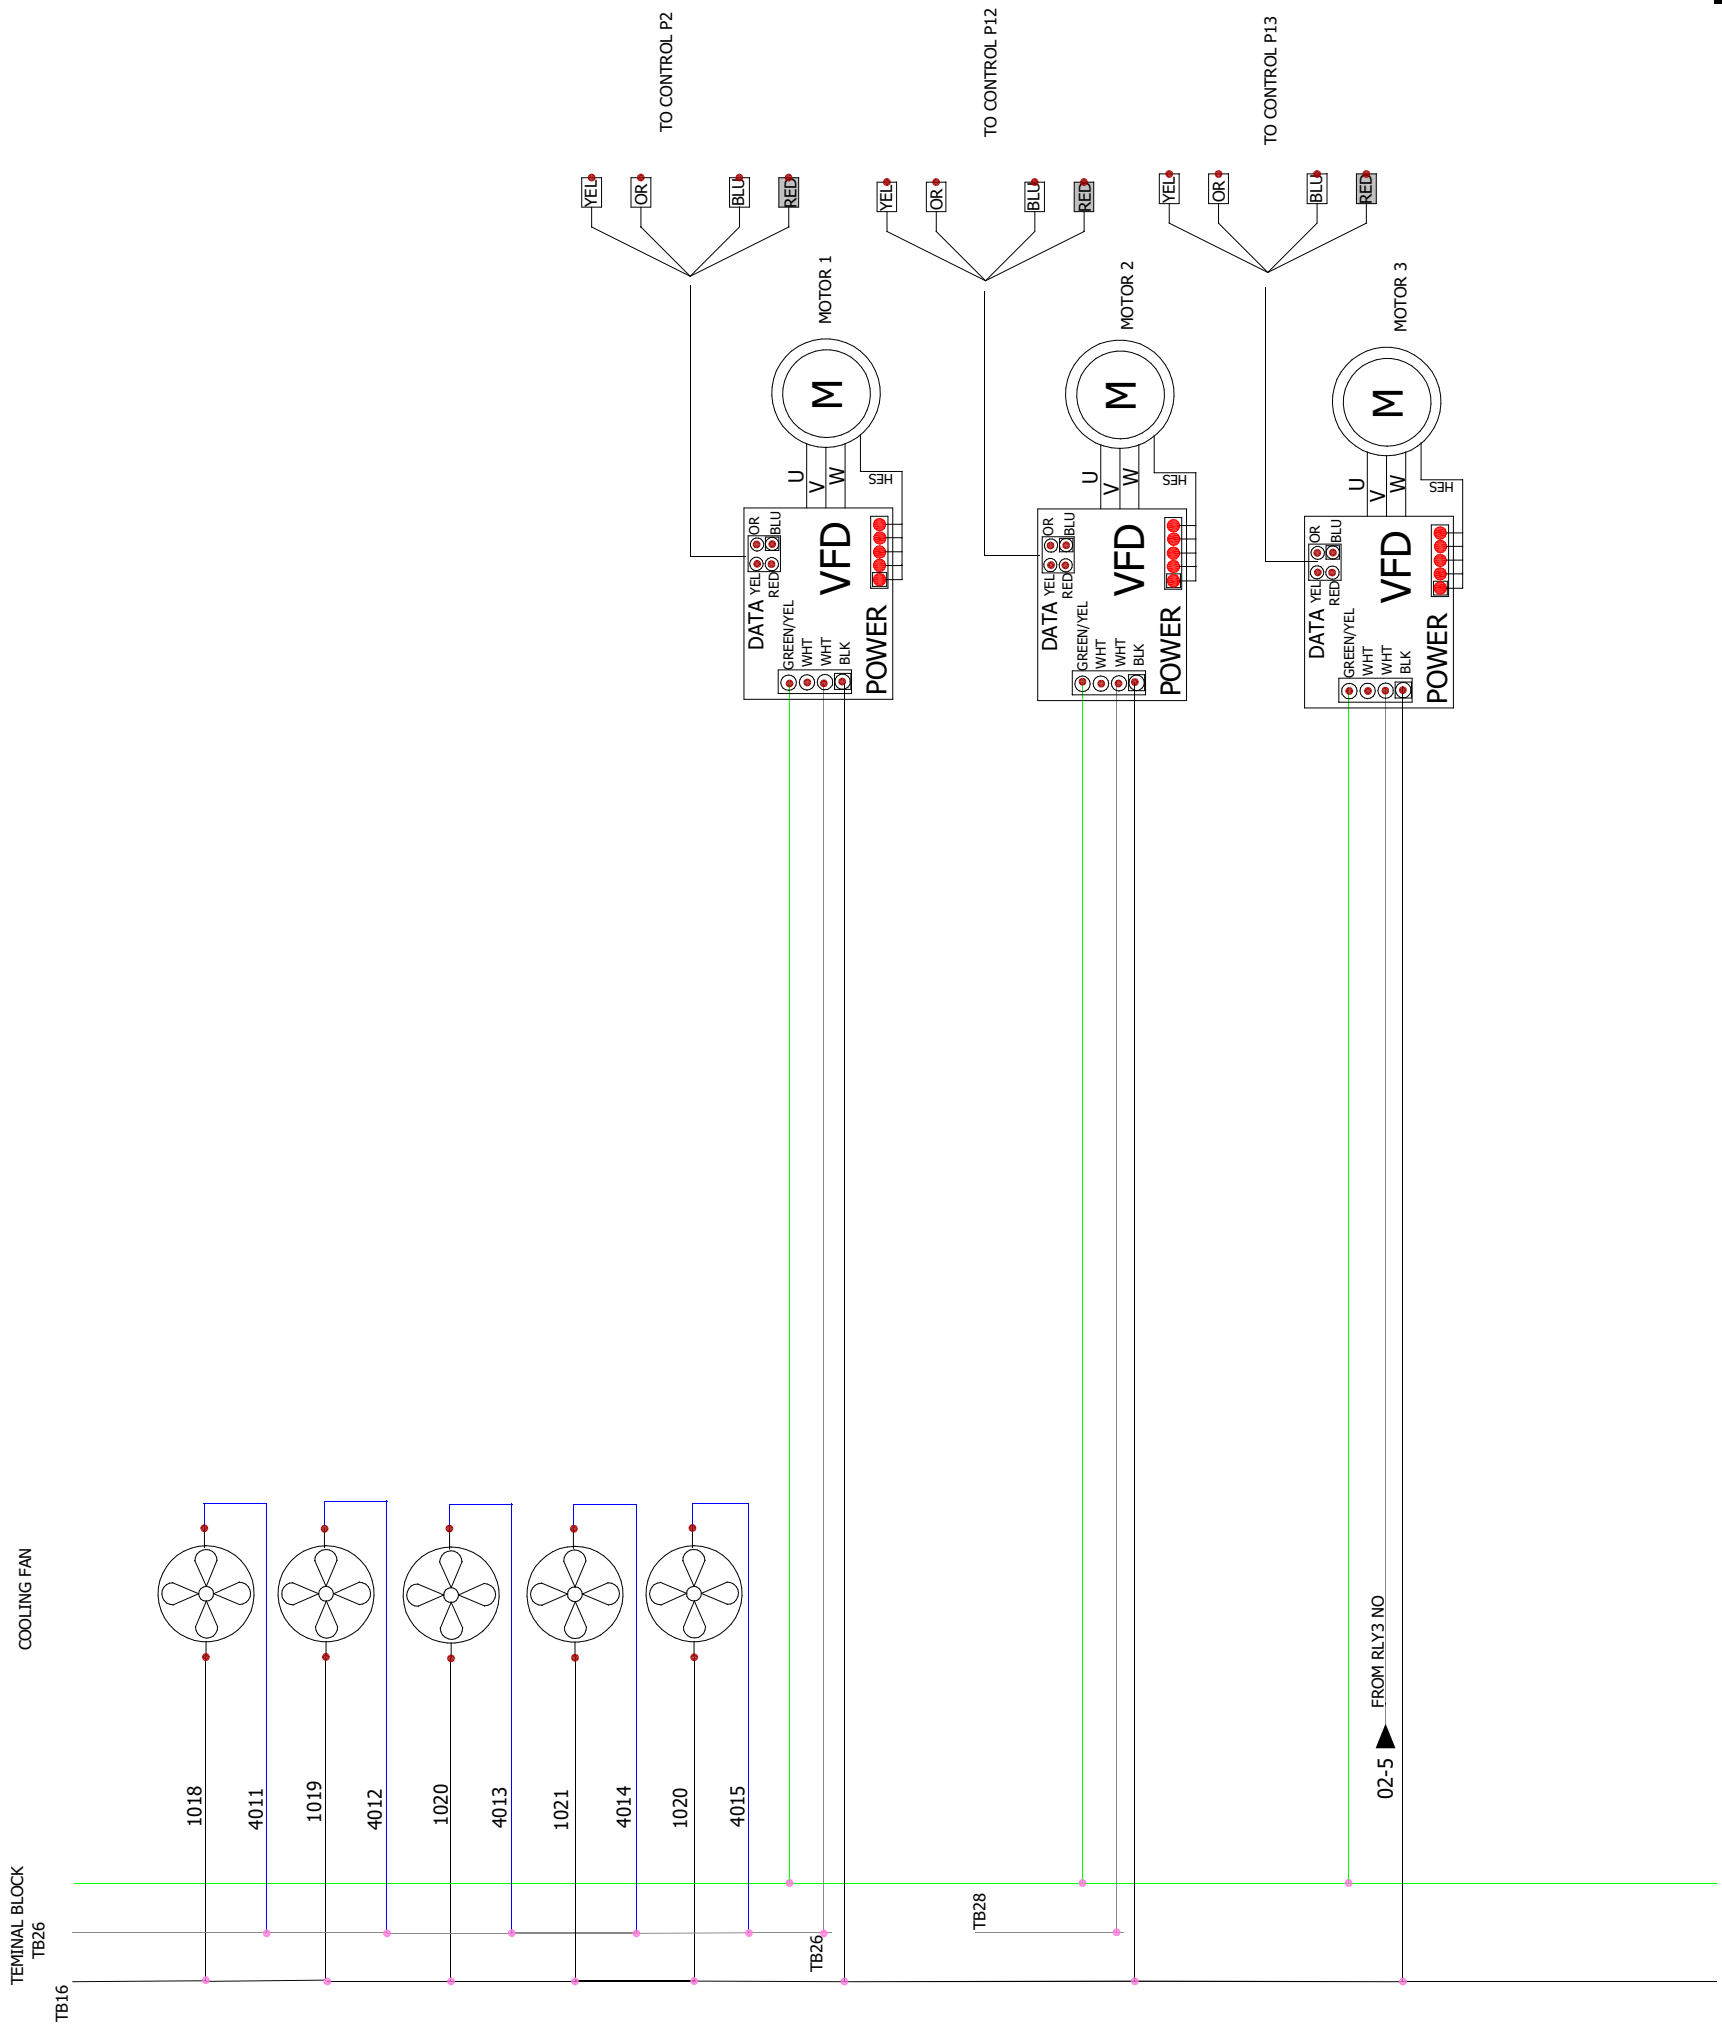 TO CONTROL P2
TO CONTROL P12
TO CONTROL P13
YEL
OR
BLU
RED
YEL
OR
BLU
RED
YEL
OR
BLU
RED
MOTOR 1
MOTOR 2
MOTOR 3
M
M
M
U
V
W
HES
U
V
W
HES
U
V
W
HES
DATA
YEL
OR
RED
BLU
VFD
GREEN/YEL
WHT
WHT
BLK
POWER
DATA
YEL
OR
RED
BLU
VFD
GREEN/YEL
WHT
WHT
BLK
POWER
DATA
YEL
OR
RED
BLU
VFD
GREEN/YEL
WHT
WHT
BLK
POWER
COOLING FAN
1018
4011
1019
4012
1020
4013
1021
4014
1020
4015
FROM RLY3 NO
02-5
TEMINAL BLOCK
TB26
TB26
TB28
TB16